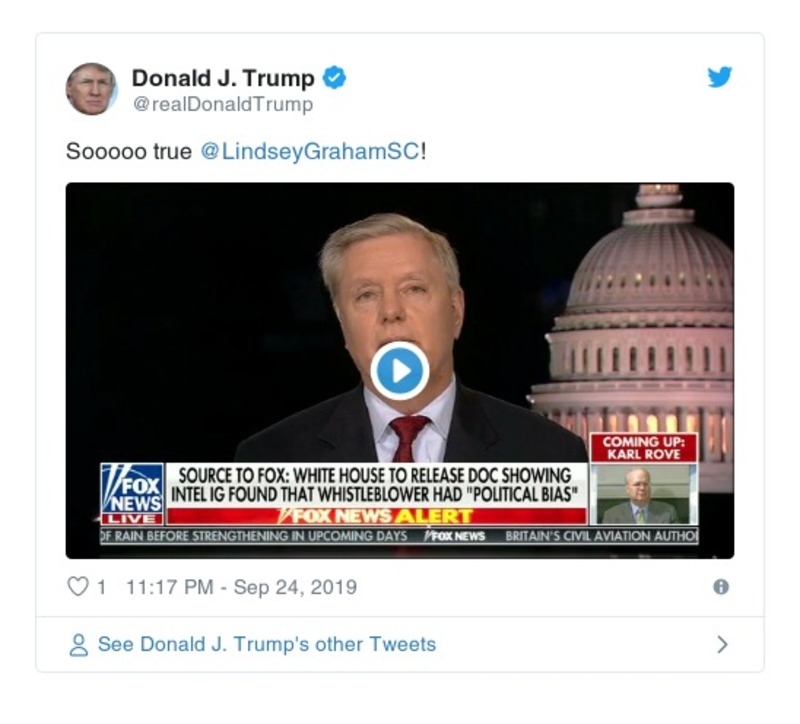 Donald J. Trump
@realDonaldTrump
Sooooo true @LindseyGrahamSC!
COMING UP:
KARL ROVE
FOX
NEWS
LIVE
SOURCE TO FOX: WHITE HOUSE TO RELEASE DOC SHOWING
INTEL IG FOUND THAT WHISTLEBLOWER HAD "POLITICAL BIAS"
FOX NEWS ALERT
OF RAIN BEFORE STRENGTHENING IN UPCOMING DAYS FOX NEWS BRITAIN'S CIVIL AVIATION AUTHO
1 11:17 PM - Sep 24, 2019
See Donald J. Trump's other Tweets